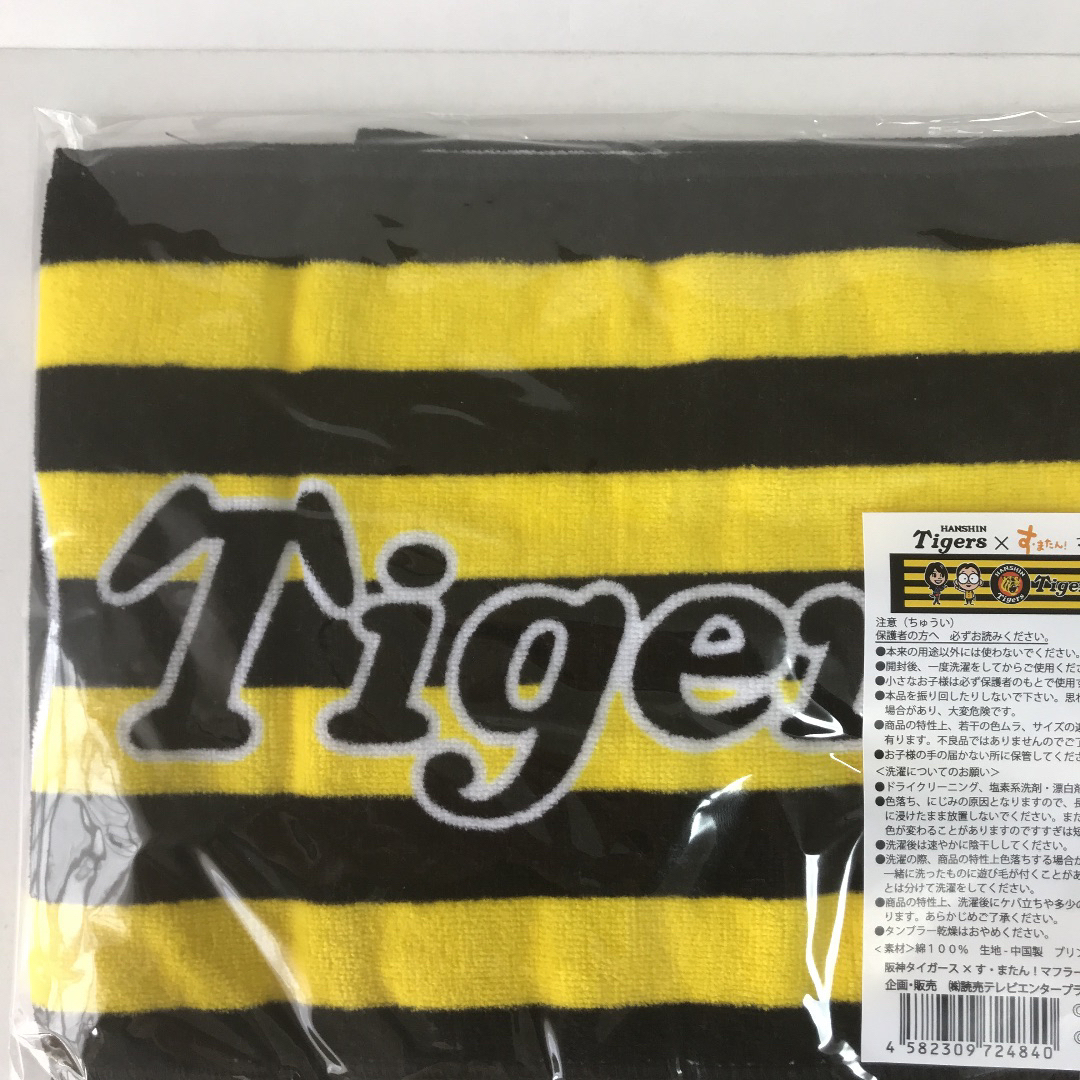 Tiger
HANSHIN
Tigers × す・またん!
HANSHIN
Tigers
Tige
注意（ちゅうい）
保護者の方へ 必ずお読みください。
●本来の用途以外には使わないでください。
●開封後、一度洗濯をしてからご使用くだ
●小さなお子様は必ず保護者のもとで使用
●本品を振り回したりしないで下さい。思わ
場合があり、大変危険です。
●商品の特性上、若干の色ムラ、サイズの
有ります。不良品ではありませんのでご了
●お子様の手の届かない所に保管してくださ
＜洗濯についてのお願い＞
●ドライクリーニング、塩素系洗剤・漂白剤
●色落ち、にじみの原因となりますので、長
に浸けたまま放置しないでください。また
色が変わることがありますのですすぎは短
●洗濯後は速やかに陰干ししてください。
●洗濯の際、商品の特性上色落ちする場合が
一緒に洗ったものに遊び毛が付くことがあ
とは分けて洗濯をしてください。
●商品の特性上、洗濯後にケバ立ちや多少の
ります。あらかじめご了承ください。
●タンブラー乾燥はおやめください。
＜素材＞綿１００％ 生地-中国製 プリン
阪神タイガース×す・またん！マフラー
企画・販売 ㈱読売テレビエンタープラ
4 582309 724840